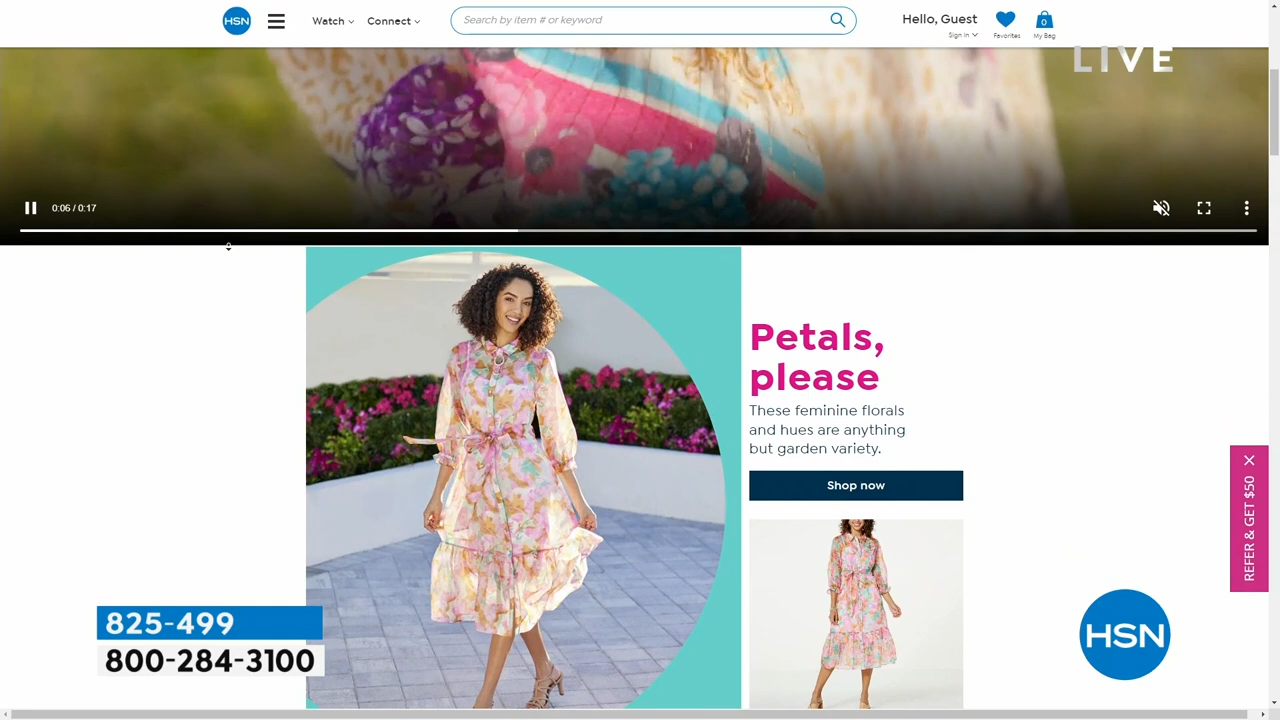 HSN
Watch
Connect
Search by item # or keyword
Hello, Guest
Sign In
Favorites
0
My Bag
LIVE
0:06 / 0:17
Petals,
please
These feminine florals
and hues are anything
but garden variety.
Shop now
REFER & GET $50
825-499
800-284-3100
HSN